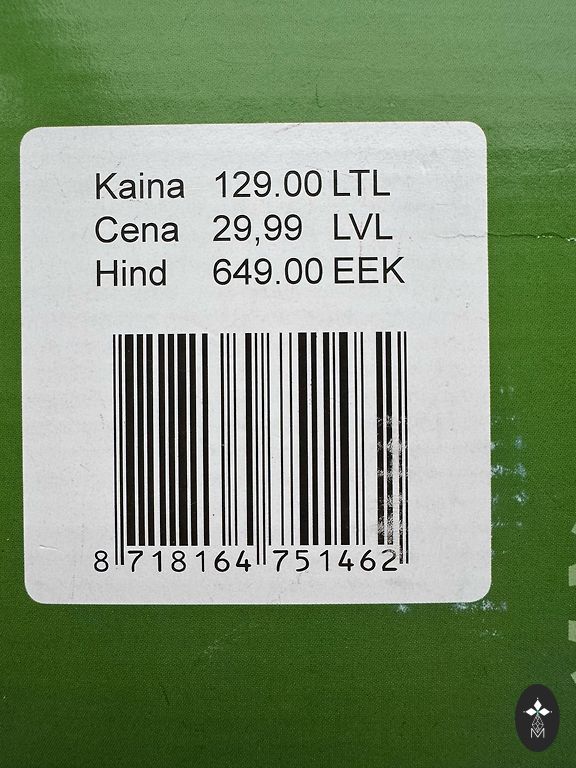 Kaina 129.00 LTL
Cena 29,99 LVL
Hind 649.00 EEK
8 718164 751462